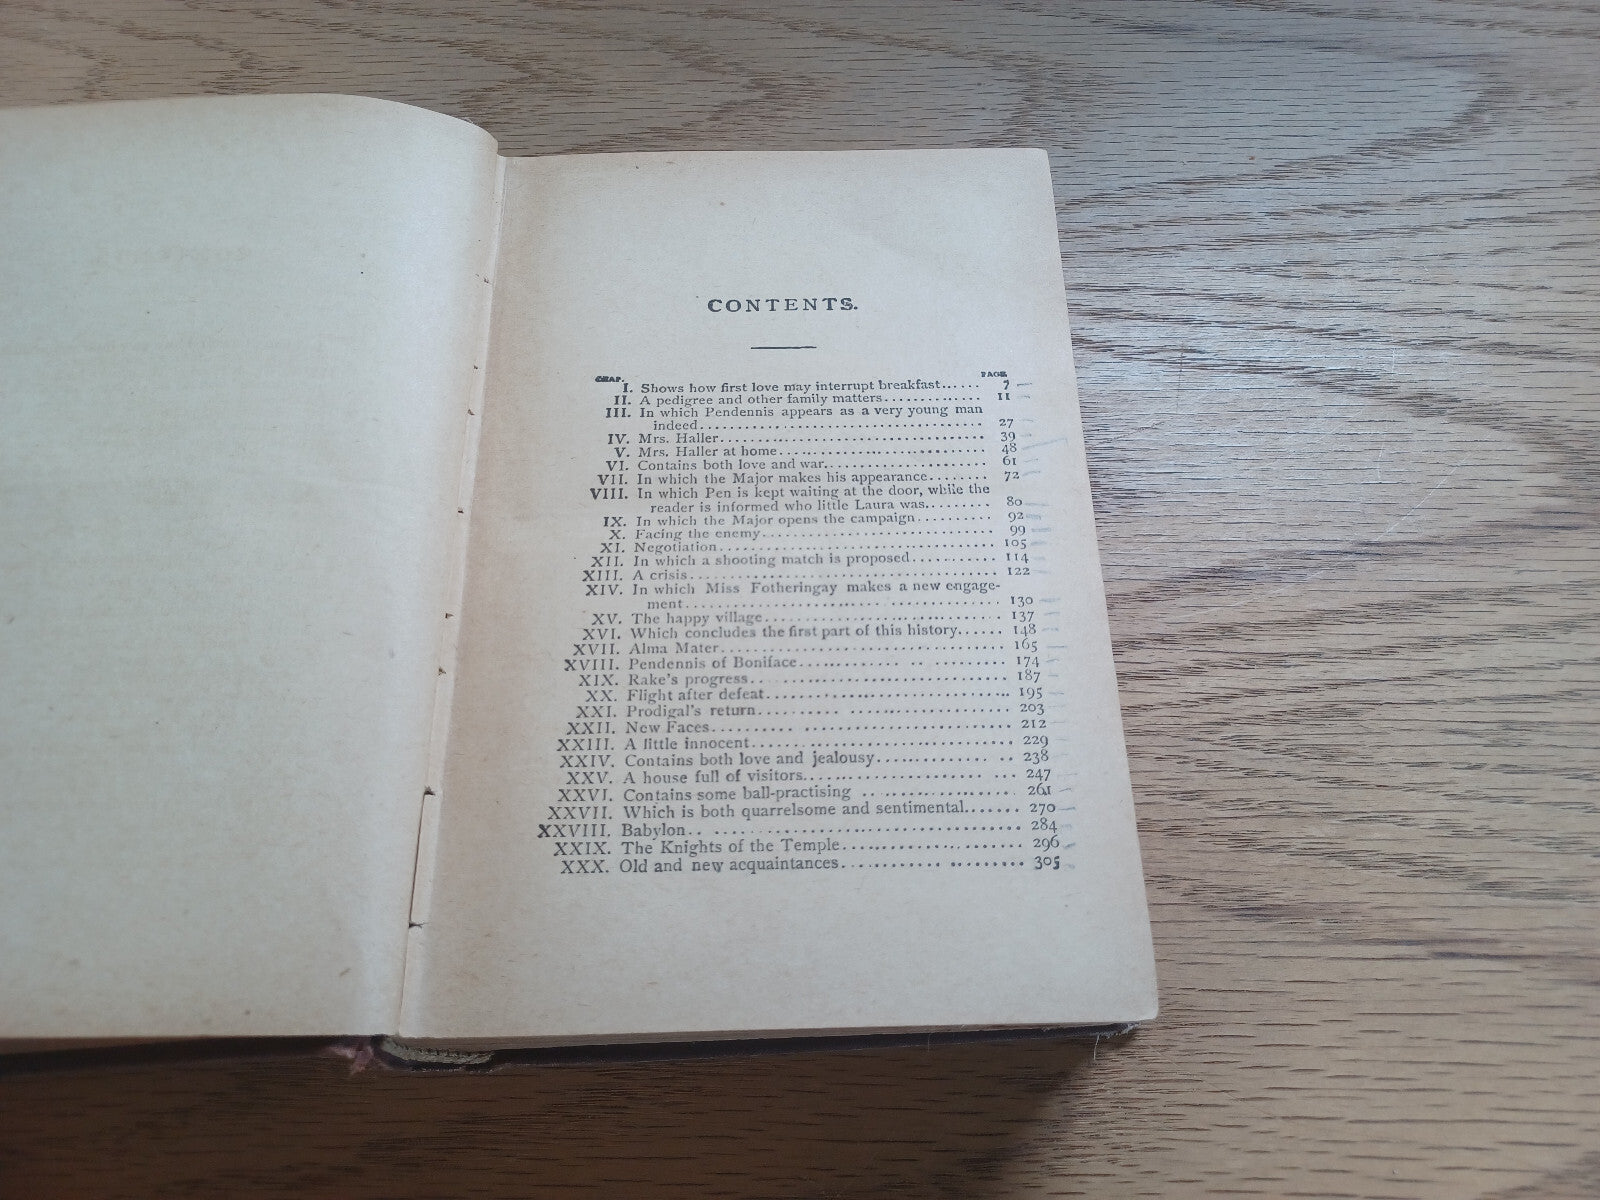 CONTENTS.
CHAP. PAGE
I. Shows how first love may interrupt breakfast...... 7
II. A pedigree and other family matters.............. 11
III. In which Pendennis appears as a very young man
indeed........................................ 27
IV. Mrs. Haller..................................... 39
V. Mrs. Haller at home............................. 48
VI. Contains both love and war...................... 61
VII. In which the Major makes his appearance........ 72
VIII. In which Pen is kept waiting at the door, while the
reader is informed who little Laura was......... 80
IX. In which the Major opens the campaign.......... 92
X. Facing the enemy................................ 99
XI. Negotiation..................................... 105
XII. In which a shooting match is proposed........... 114
XIII. A crisis......................................... 122
XIV. In which Miss Fotheringay makes a new engage-
ment......................................... 130
XV. The happy village............................... 137
XVI. Which concludes the first part of this history...... 148
XVII. Alma Mater..................................... 165
XVIII. Pendennis of Boniface.......................... 174
XIX. Rake's progress................................. 187
XX. Flight after defeat............................... 195
XXI. Prodigal's return................................ 203
XXII. New Faces...................................... 212
XXIII. A little innocent................................. 229
XXIV. Contains both love and jealousy................. 238
XXV. A house full of visitors........................... 247
XXVI. Contains some ball-practising .................... 261
XXVII. Which is both quarrelsome and sentimental....... 270
XXVIII. Babylon........................................ 284
XXIX. The Knights of the Temple...................... 296
XXX. Old and new acquaintances...................... 305